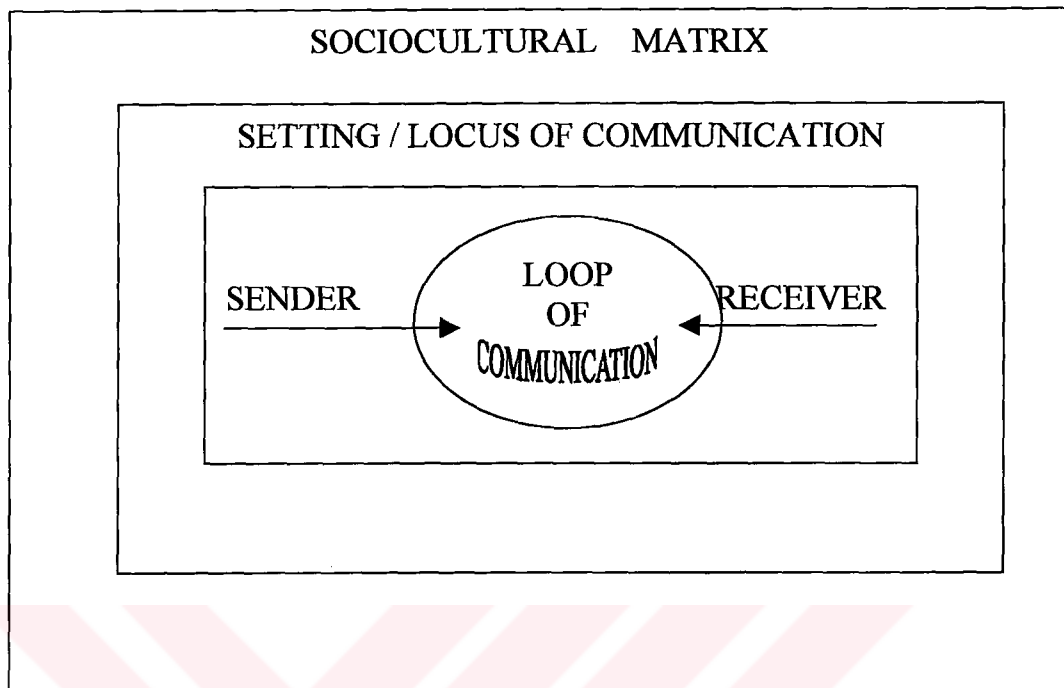 SOCIOCULTURAL MATRIX
SETTING / LOCUS OF COMMUNICATION
SENDER
LOOP
OF
COMMUNICATION
RECEIVER